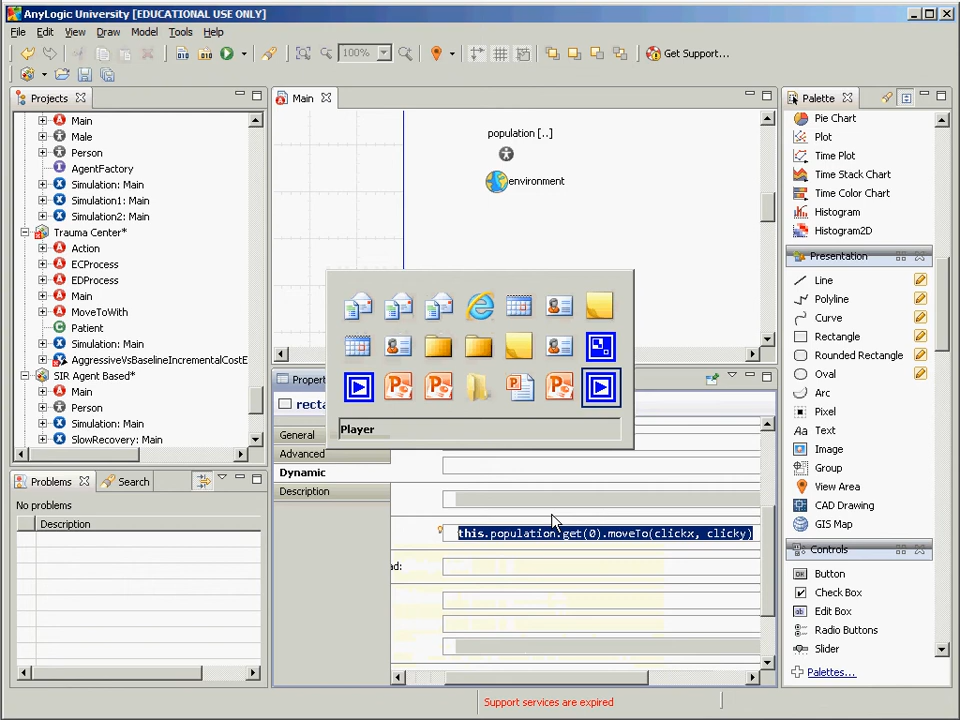 AnyLogic University [EDUCATIONAL USE ONLY]
File Edit View Draw Model Tools Help
100% Get Support...
Projects
Main
Male
Person
AgentFactory
Simulation: Main
Simulation1: Main
Simulation2: Main
Trauma Center*
Action
ECProcess
EDProcess
Main
MoveToWith
Patient
Simulation: Main
AggressiveVsBaselineIncrementalCostE
SIR Agent Based*
Main
Person
Simulation: Main
SlowRecovery: Main
Problems Search
No problems
Description
Main
population [..]
environment
Player
Propert
recta
General
Advanced
Dynamic
Description
this.population.get(0).moveTo(clickx, clicky)
ad:
Palette
Pie Chart
Plot
Time Plot
Time Stack Chart
Time Color Chart
Histogram
Histogram2D
Presentation
Line
Polyline
Curve
Rectangle
Rounded Rectangle
Oval
Arc
Pixel
Text
Image
Group
View Area
CAD Drawing
GIS Map
Controls
Button
Check Box
Edit Box
Radio Buttons
Slider
Palettes...
Support services are expired